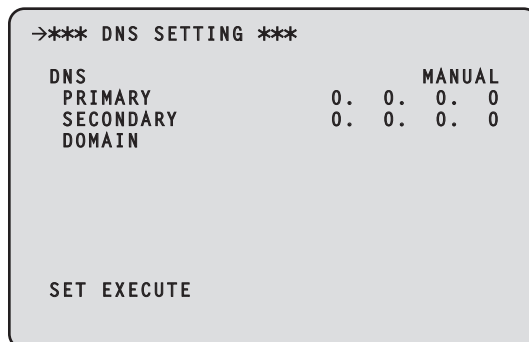 →*** DNS SETTING ***
DNS MANUAL
PRIMARY 0. 0. 0. 0
SECONDARY 0. 0. 0. 0
DOMAIN
SET EXECUTE